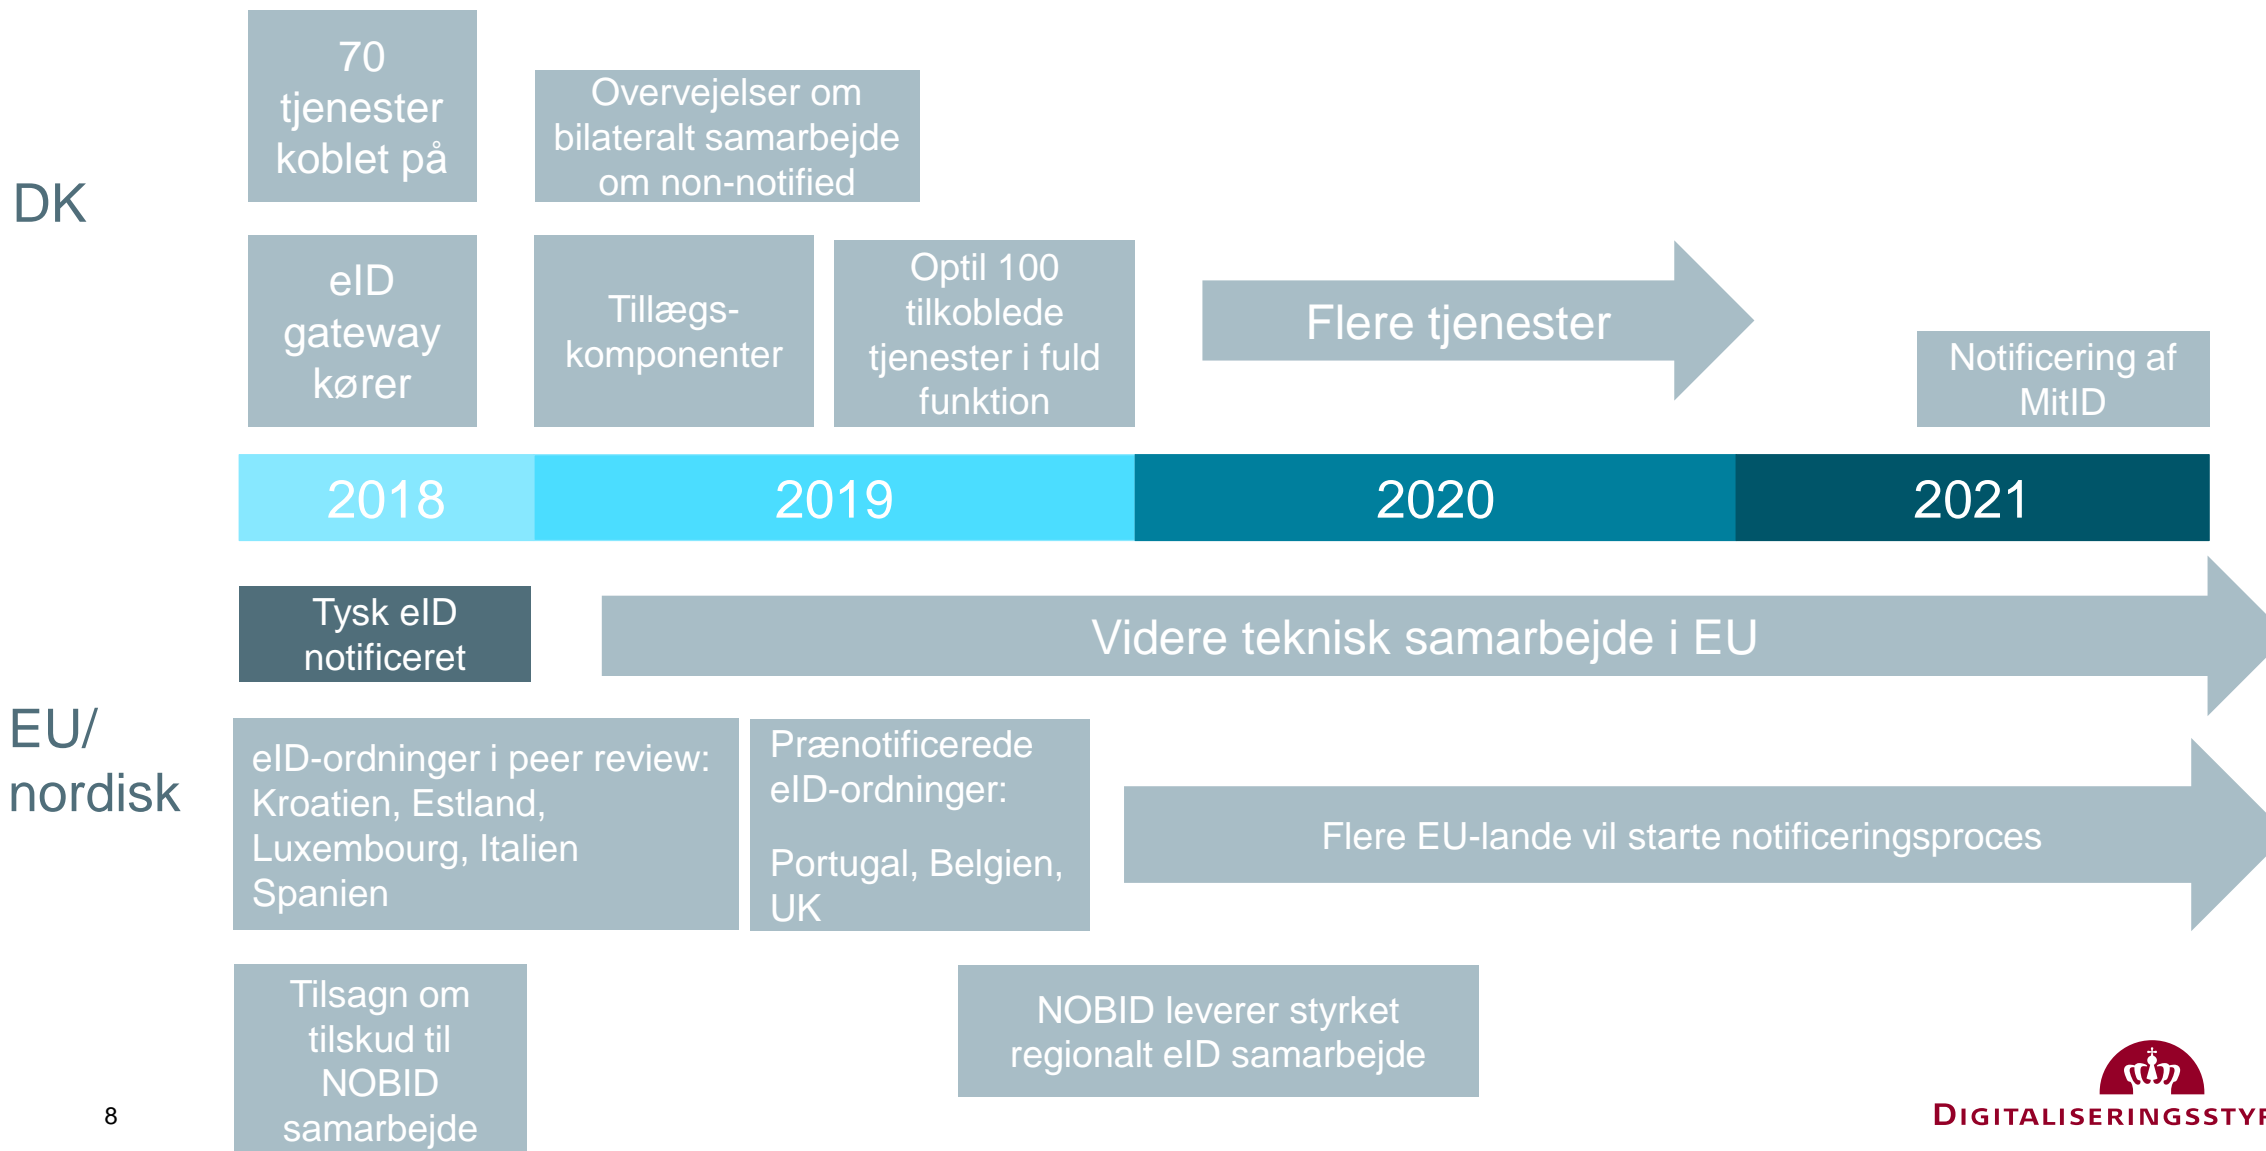 70
tjenester
koblet på
Overvejelser om
bilateralt samarbejde
om non-notified
DK
eID
gateway
kører
Tillægs-
komponenter
Optil 100
tilkoblede
tjenester i fuld
funktion
Flere tjenester
Notificering af
MitID
2018
2019
2020
2021
Tysk eID
notificeret
Videre teknisk samarbejde i EU
EU/
nordisk
eID-ordninger i peer review:
Kroatien, Estland,
Luxembourg, Italien
Spanien
Prænotificerede
eID-ordninger:
Portugal, Belgien,
UK
Flere EU-lande vil starte notificeringsproces
Tilsagn om
tilskud til
NOBID
samarbejde
NOBID leverer styrket
regionalt eID samarbejde
8
DIGITALISERINGSSTYR